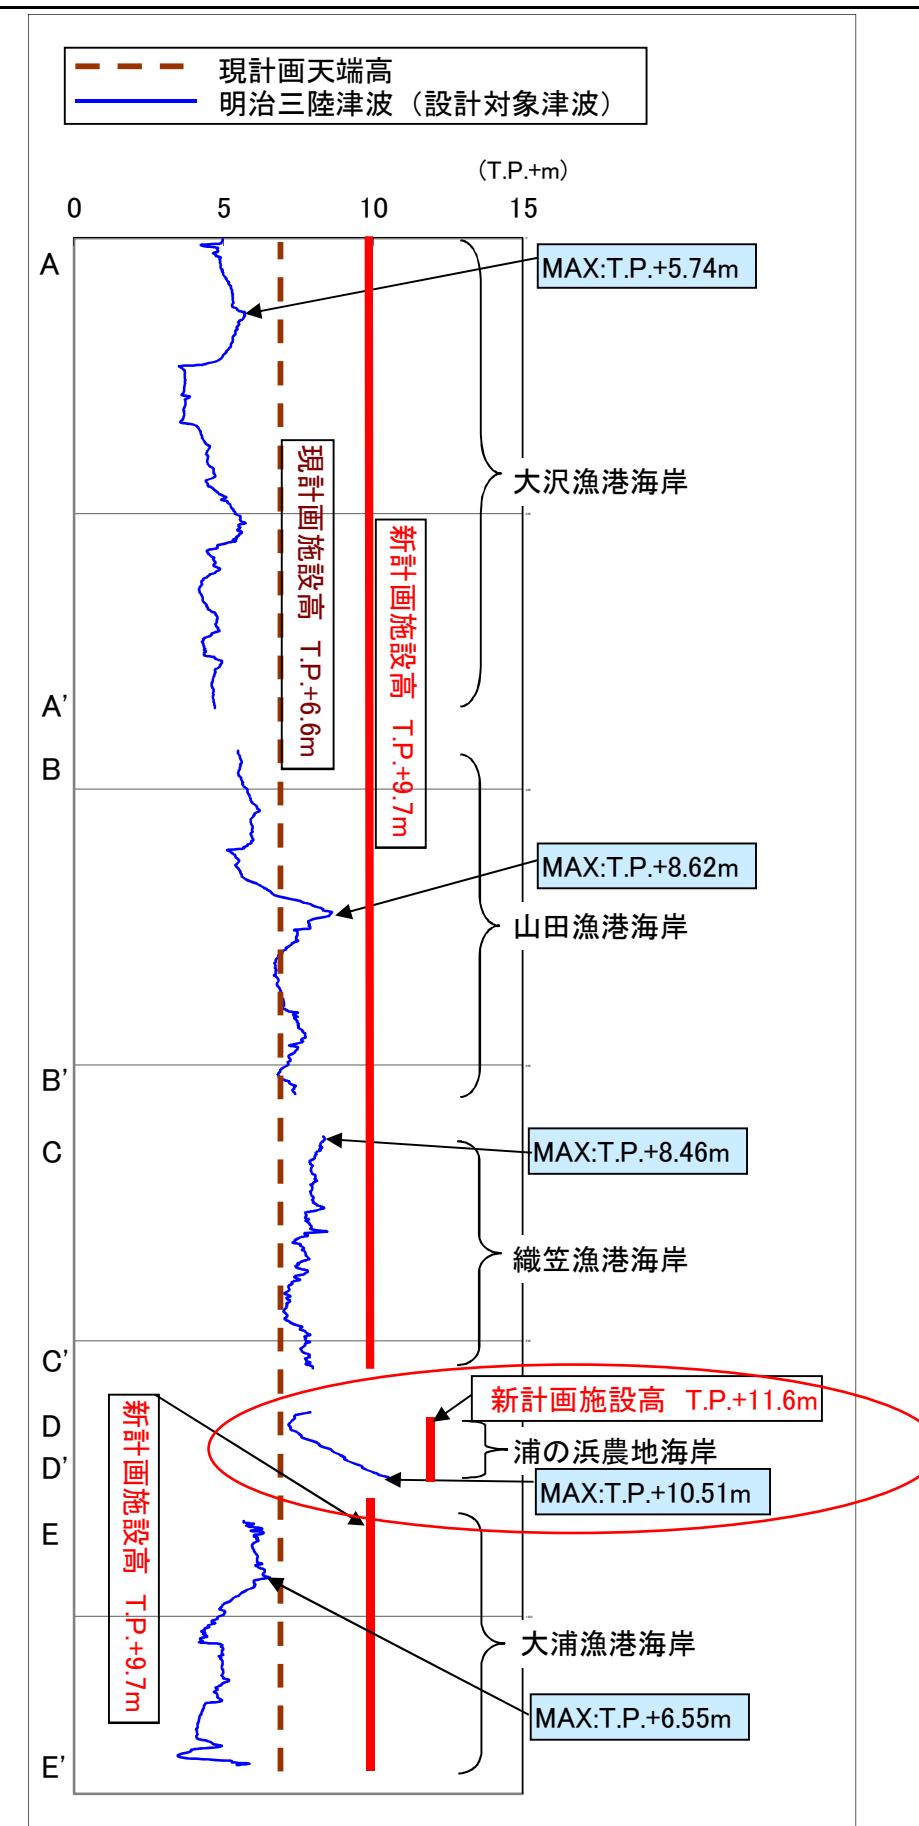 現計画天端高
明治三陸津波（設計対象津波）
（T.P.+m）
0 5 10 15
A
MAX:T.P.+5.74m
現計画施設高 T.P.+6.6m
大沢漁港海岸
新計画施設高 T.P.+9.7m
A'
B
MAX:T.P.+8.62m
山田漁港海岸
B'
C
MAX:T.P.+8.46m
織笠漁港海岸
C'
新計画施設高 T.P.+11.6m
D
浦の浜農地海岸
D'
MAX:T.P.+10.51m
新計画施設高 T.P.+9.7m
E
大浦漁港海岸
MAX:T.P.+6.55m
E'